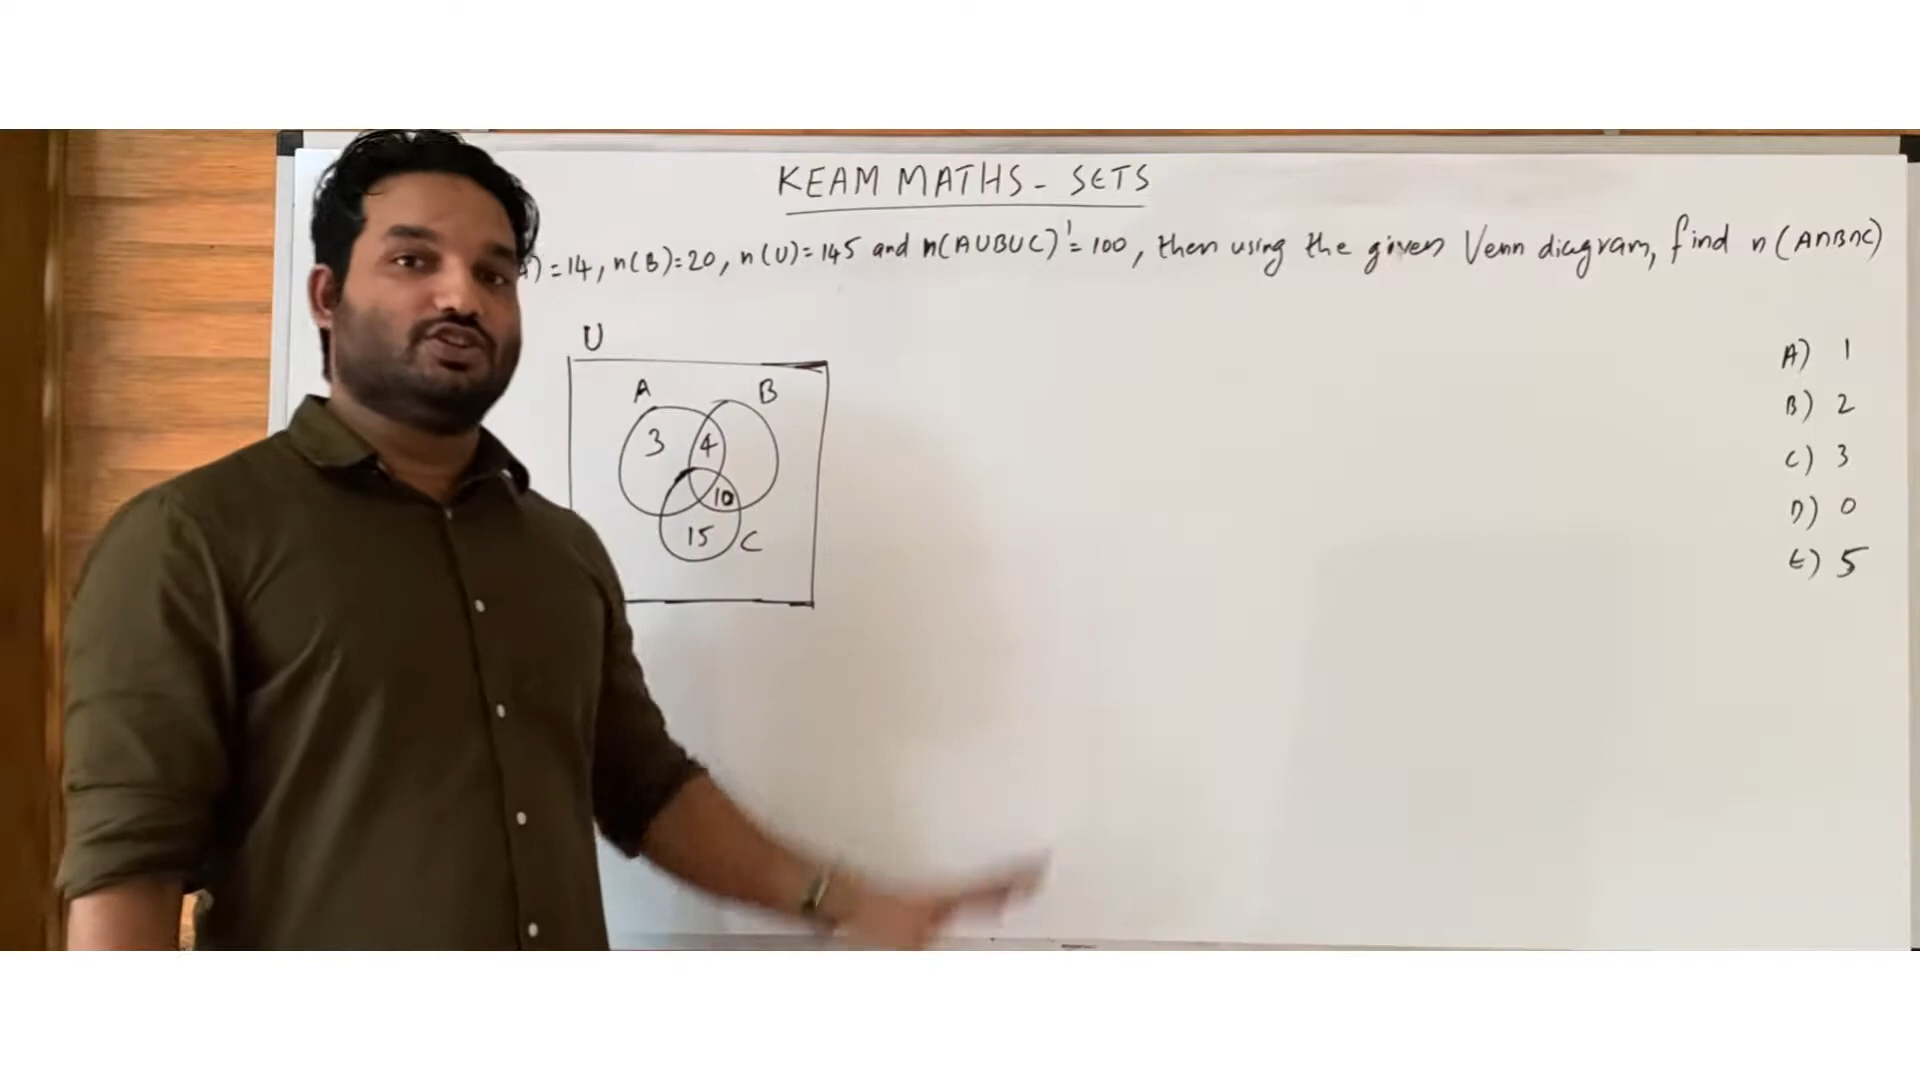 KEAM MATHS - SETS
A) = 14, n(B) = 20, n(U) = 145 and n(AUBUC)' = 100, then using the given Venn diagram, find n(A∩B∩C)
U
A B
3 4
10
15 C
A) 1
B) 2
C) 3
D) 0
E) 5